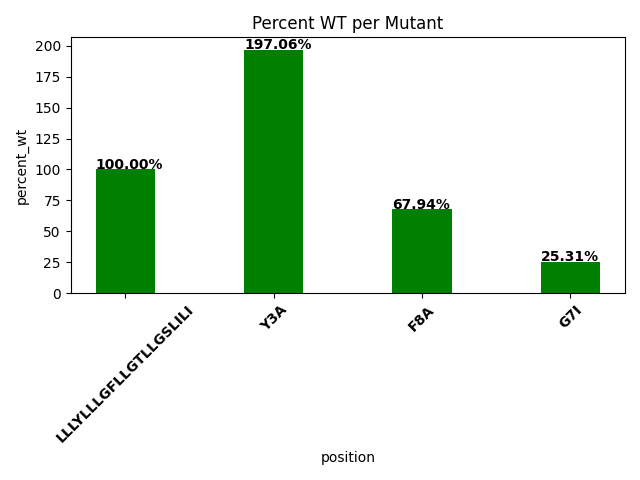 Percent WT per Mutant
percent_wt
200
175
150
125
100
75
50
25
0
100.00%
197.06%
67.94%
25.31%
LLLYLLLGFLLGTLLGSLILI
Y3A
F8A
G7I
position